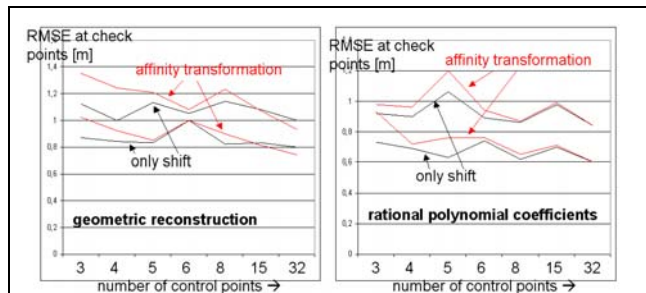 RMSE at check
points [m]
1,4
1,2
1
0,8
0,6
0,4
0,2
0
affinity transformation
only shift
geometric reconstruction
3 4 5 6 8 15 32
number of control points →
RMSE at check
points [m]
1,2
1
0,8
0,6
0,4
0,2
0
affinity transformation
only shift
rational polynomial coefficients
3 4 5 6 8 15 32
number of control points →